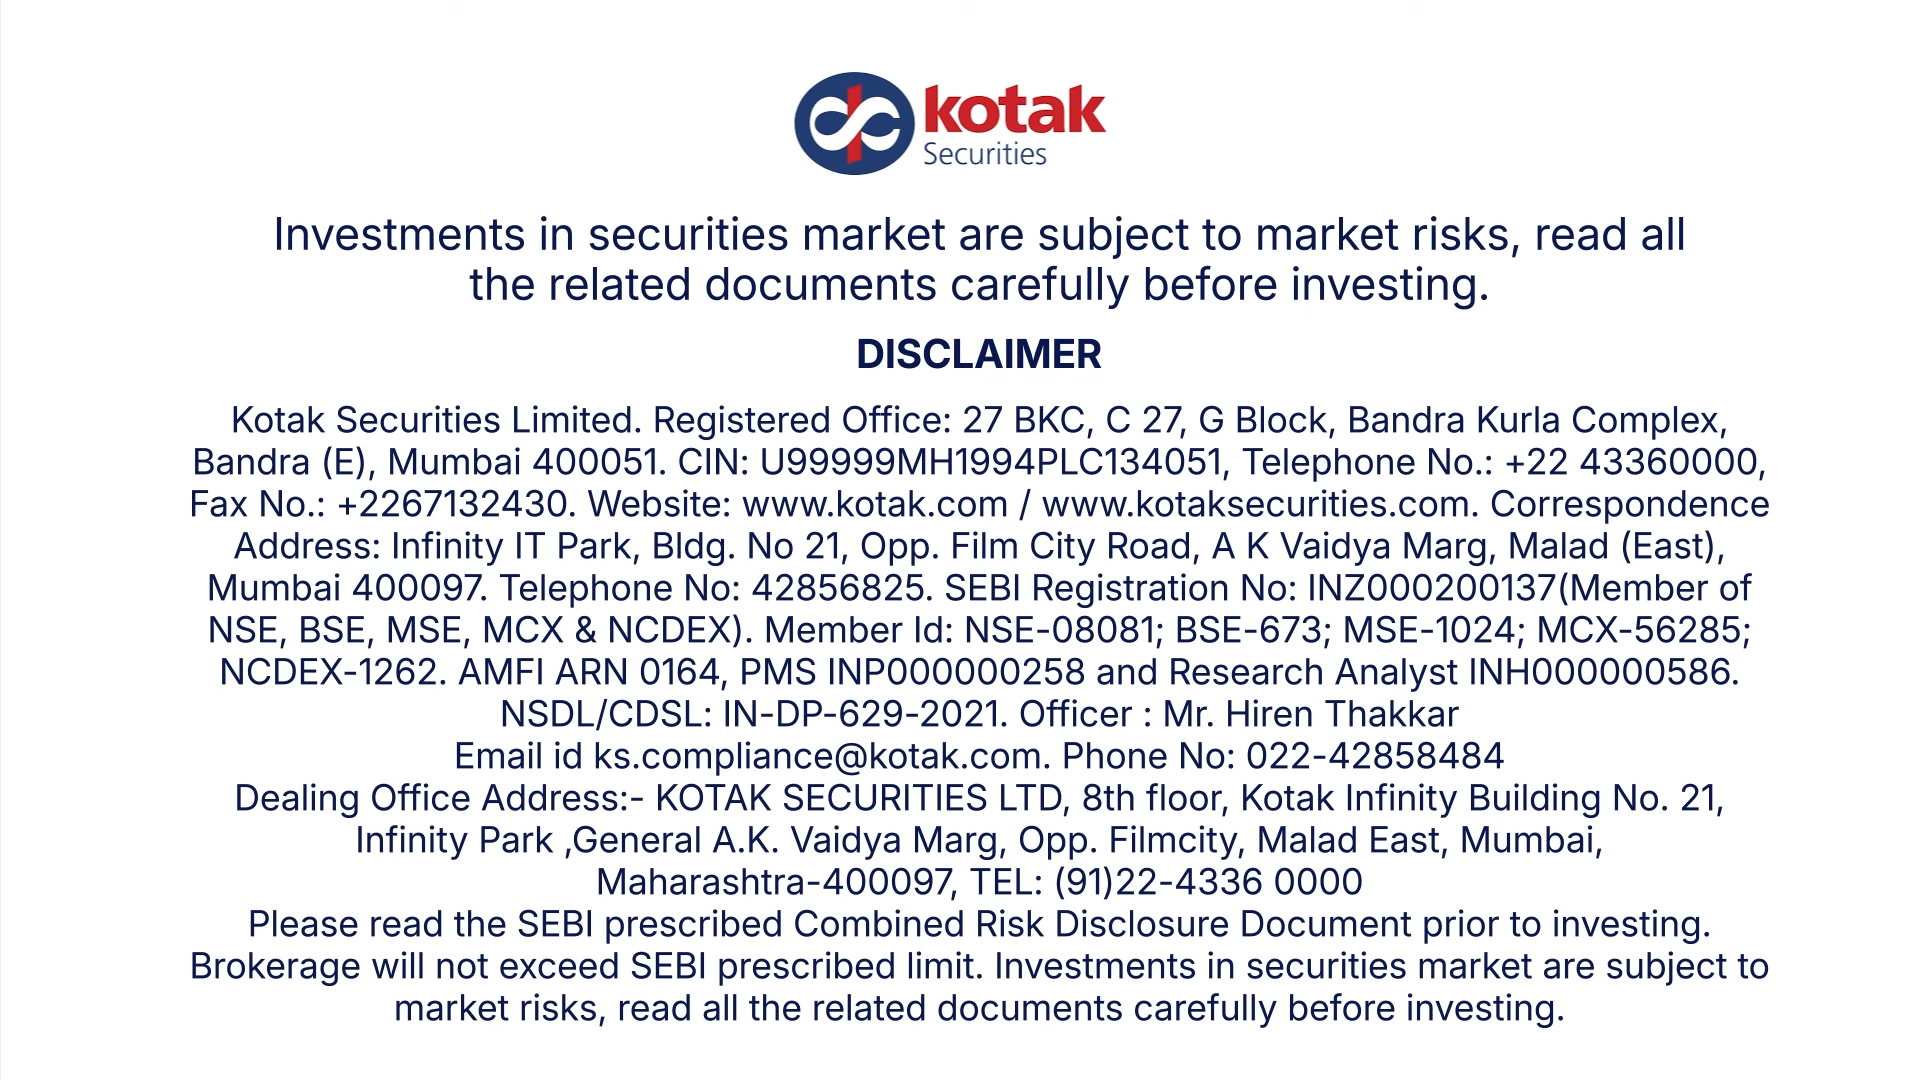 kotak
Securities
Investments in securities market are subject to market risks, read all
the related documents carefully before investing.
DISCLAIMER
Kotak Securities Limited. Registered Office: 27 BKC, C 27, G Block, Bandra Kurla Complex,
Bandra (E), Mumbai 400051. CIN: U99999MH1994PLC134051, Telephone No.: +22 43360000,
Fax No.: +2267132430. Website: www.kotak.com / www.kotaksecurities.com. Correspondence
Address: Infinity IT Park, Bldg. No 21, Opp. Film City Road, A K Vaidya Marg, Malad (East),
Mumbai 400097. Telephone No: 42856825. SEBI Registration No: INZ000200137(Member of
NSE, BSE, MSE, MCX & NCDEX). Member Id: NSE-08081; BSE-673; MSE-1024; MCX-56285;
NCDEX-1262. AMFI ARN 0164, PMS INP000000258 and Research Analyst INH000000586.
NSDL/CDSL: IN-DP-629-2021. Officer : Mr. Hiren Thakkar
Email id ks.compliance@kotak.com. Phone No: 022-42858484
Dealing Office Address:- KOTAK SECURITIES LTD, 8th floor, Kotak Infinity Building No. 21,
Infinity Park ,General A.K. Vaidya Marg, Opp. Filmcity, Malad East, Mumbai,
Maharashtra-400097, TEL: (91)22-4336 0000
Please read the SEBI prescribed Combined Risk Disclosure Document prior to investing.
Brokerage will not exceed SEBI prescribed limit. Investments in securities market are subject to
market risks, read all the related documents carefully before investing.